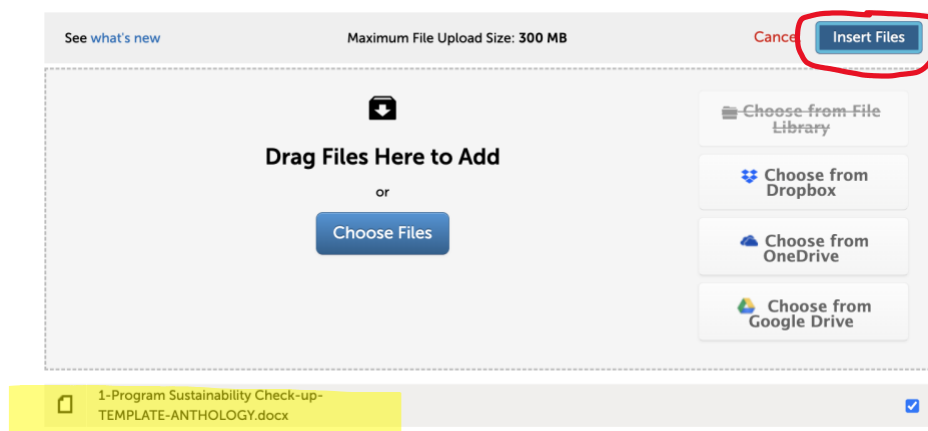 See what's new
Maximum File Upload Size: 300 MB
Cancel
Insert Files
Drag Files Here to Add
or
Choose Files
Choose from File
Library
Choose from
Dropbox
Choose from
OneDrive
Choose from
Google Drive
1-Program Sustainability Check-up-
TEMPLATE-ANTHOLOGY.docx